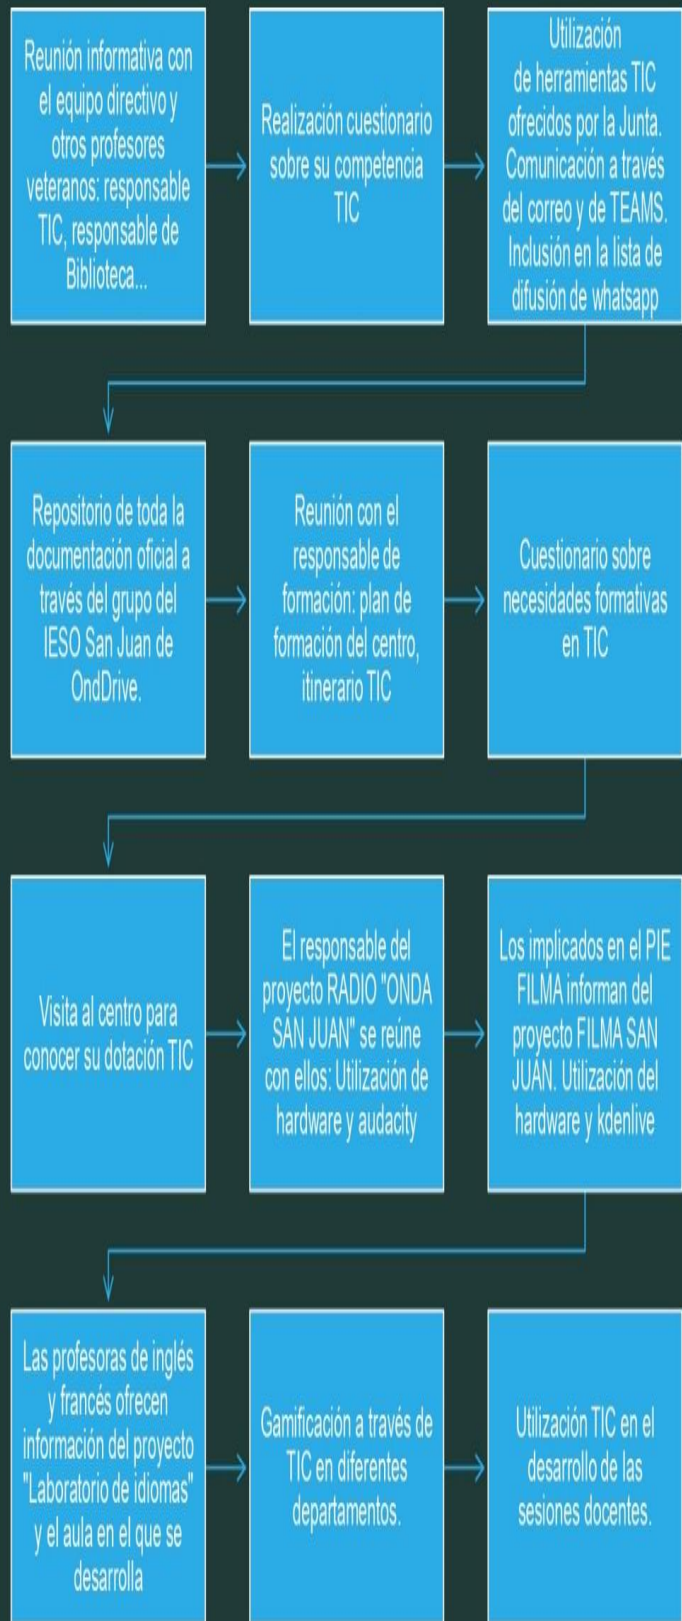 Reunión informativa con
el equipo directivo y
otros profesores
veteranos: responsable
TIC, responsable de
Biblioteca...
Realización cuestionario
sobre su competencia
TIC
Utilización
de herramientas TIC
ofrecidos por la Junta.
Comunicación a través
del correo y de TEAMS.
Inclusión en la lista de
difusión de whatsapp
Repositorio de toda la
documentación oficial a
través del grupo del
IESO San Juan de
OndDrive.
Reunión con el
responsable de
formación: plan de
formación del centro,
itinerario TIC
Cuestionario sobre
necesidades formativas
en TIC
Visita al centro para
conocer su dotación TIC
El responsable del
proyecto RADIO "ONDA
SAN JUAN" se reúne
con ellos: Utilización de
hardware y audacity
Los implicados en el PIE
FILMA informan del
proyecto FILMA SAN
JUAN. Utilización del
hardware y kdenlive
Las profesoras de inglés
y francés ofrecen
información del proyecto
"Laboratorio de idiomas"
y el aula en el que se
desarrolla
Gamificación a través de
TIC en diferentes
departamentos.
Utilización TIC en el
desarrollo de las
sesiones docentes.